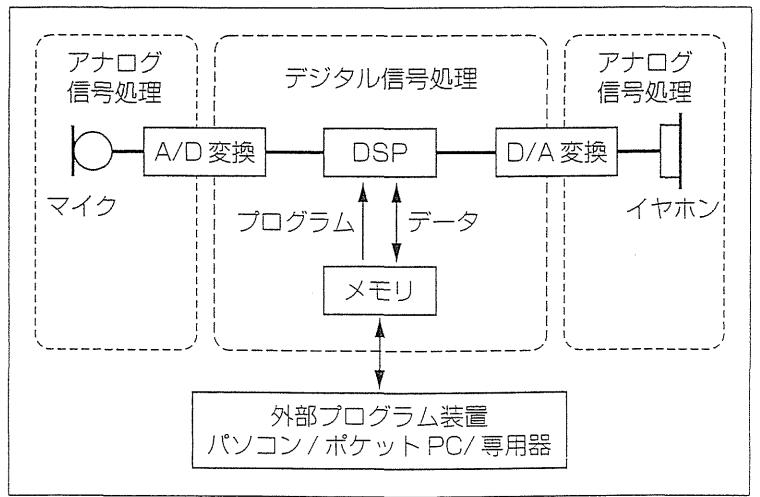 アナログ
信号処理
デジタル信号処理
アナログ
信号処理
A/D 変換
DSP
D/A 変換
マイク
イヤホン
プログラム
データ
メモリ
外部プログラム装置
パソコン/ポケットPC/専用器